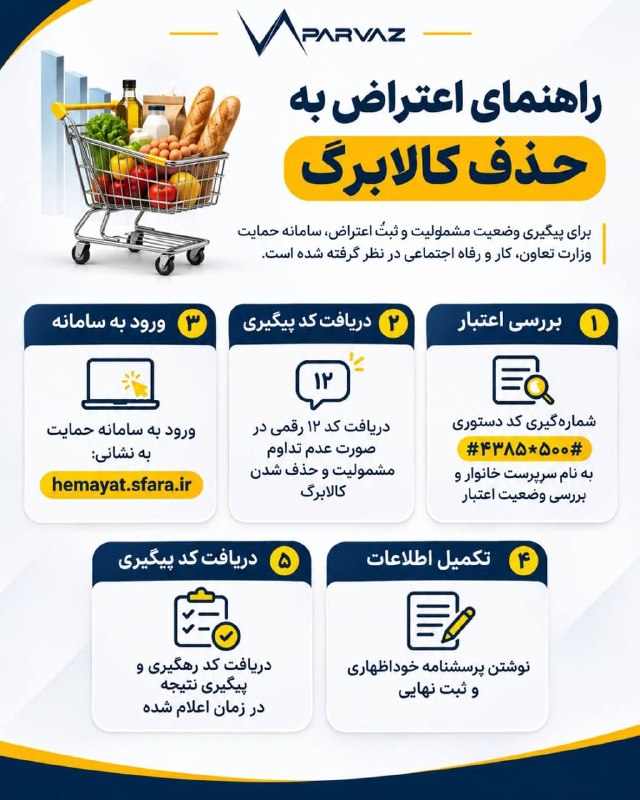 VAPARVAZ
راهنمای اعتراض به
حذف کالابرگ
برای پیگیری وضعیت مشمولیت و ثبت اعتراض، سامانه حمایت
وزارت تعاون، کار و رفاه اجتماعی در نظر گرفته شده است.
۱ بررسی اعتبار
شماره‌گیری کد دستوری
#۴۳۸۵*۵۰۰#
به نام سرپرست خانوار و
بررسی وضعیت اعتبار
۲ دریافت کد پیگیری
۱۲
دریافت کد ۱۲ رقمی در
صورت عدم تداوم
مشمولیت و حذف شدن
کالابرگ
۳ ورود به سامانه
ورود به سامانه حمایت
به نشانی:
hemayat.sfara.ir
۴ تکمیل اطلاعات
نوشتن پرسشنامه خوداظهاری
و ثبت نهایی
۵ دریافت کد پیگیری
دریافت کد رهگیری و
پیگیری نتیجه
در زمان اعلام شده